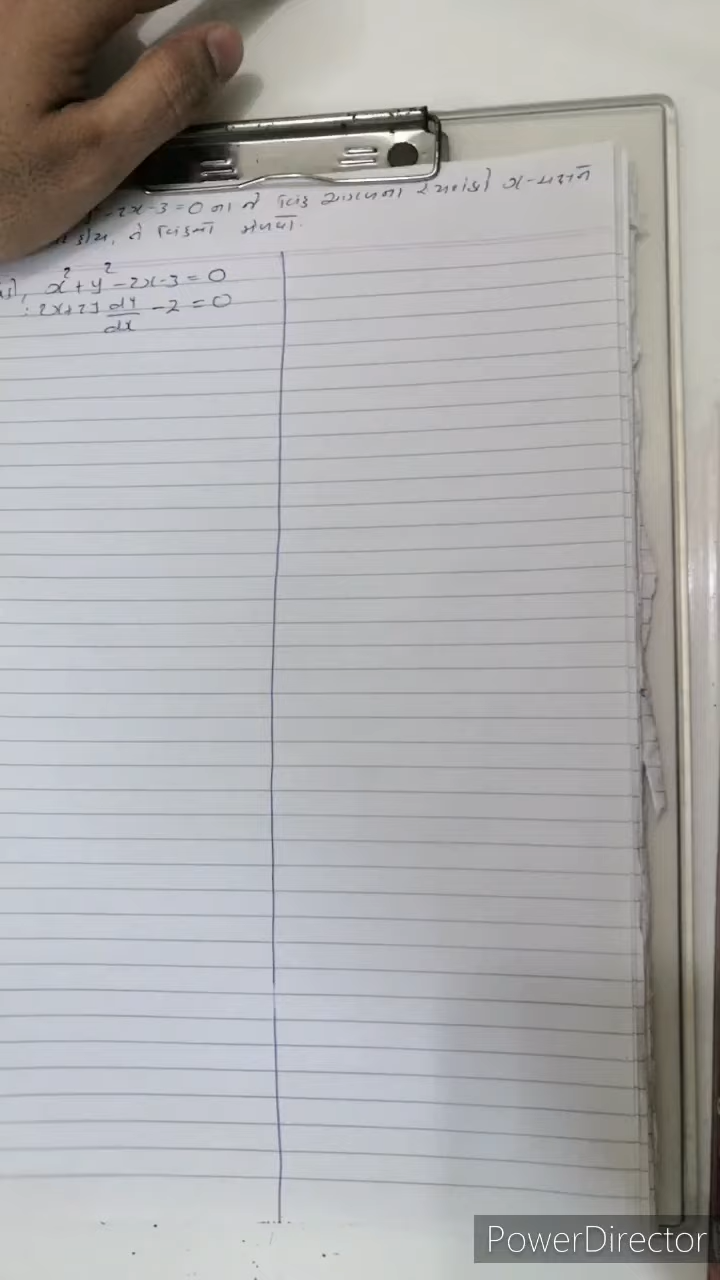 -2x-3=0 ના જે બિંદુ આગળના સ્પર્શકો x-અક્ષને
હોય, તે બિંદુઓ મેળવો.
x²+y²-2x-3=0
∴ 2x+2y dy/dx -2=0
PowerDirector